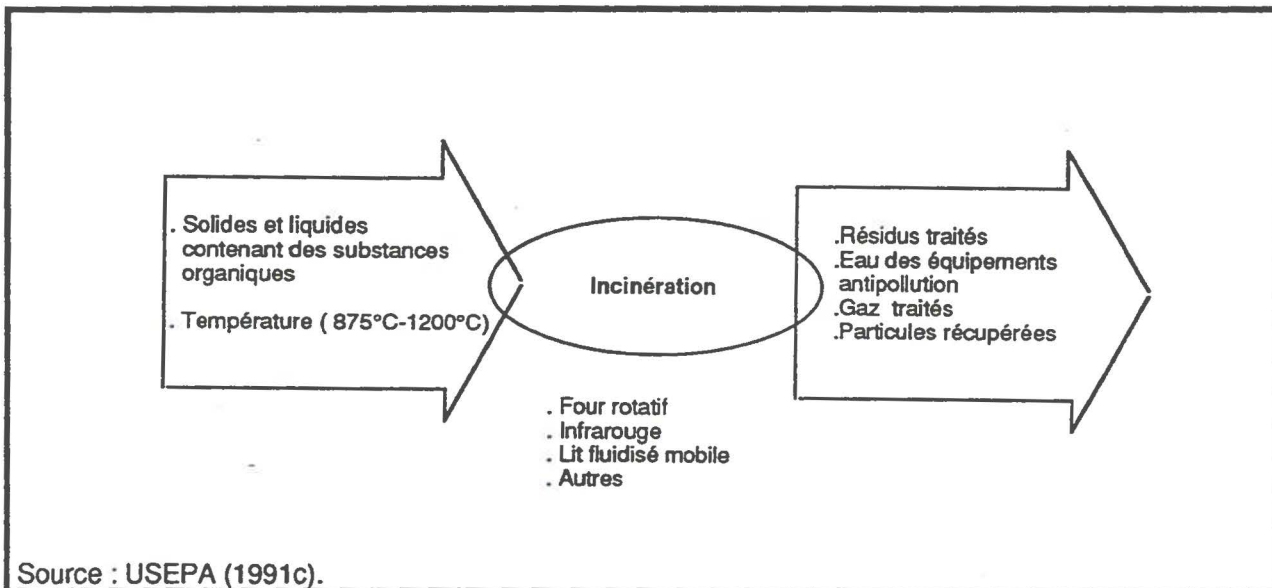 . Solides et liquides
contenant des substances
organiques
. Température ( 875°C-1200°C)
Incinération
. Four rotatif
. Infrarouge
. Lit fluidisé mobile
. Autres
.Résidus traités
.Eau des équipements
antipollution
.Gaz traités
.Particules récupérées
Source : USEPA (1991c).